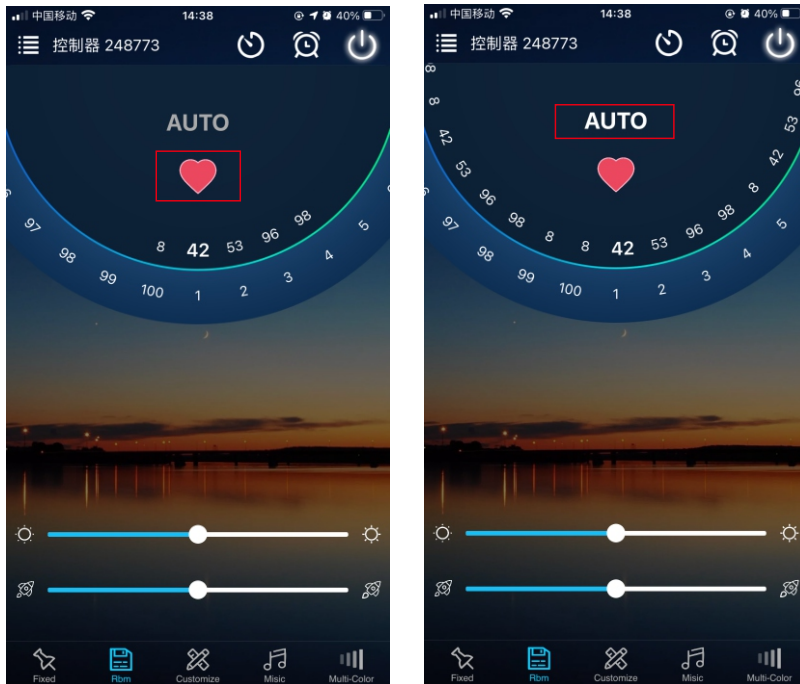 中国移动 14:38 40%
控制器 248773
AUTO
8 42 53 96 98
97 98 99 100 1 2 3 4 5
Fixed Rbm Customize Misic Multi-Color
中国移动 14:38 40%
控制器 248773
AUTO
8 8 42 53 96 98 8 8 42 53 96 98 8 42 53 96
97 98 99 100 1 2 3 4 5
Fixed Rbm Customize Misic Multi-Color